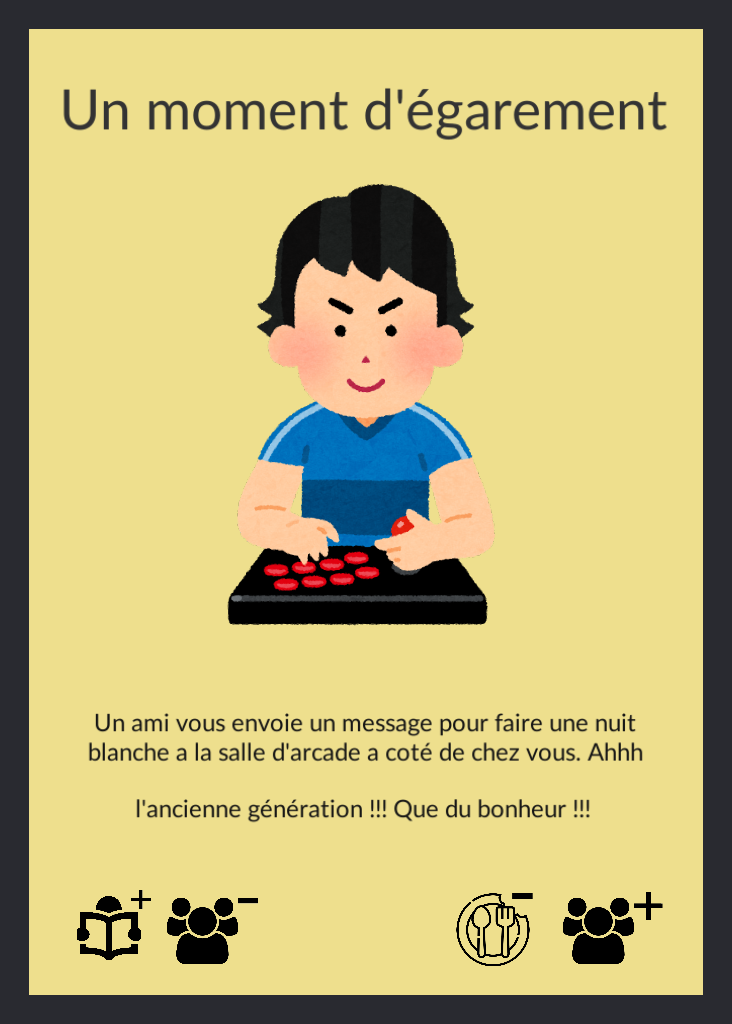 Un moment d'égarement
Un ami vous envoie un message pour faire une nuit
blanche a la salle d'arcade a coté de chez vous. Ahhh
l'ancienne génération !!! Que du bonheur !!!